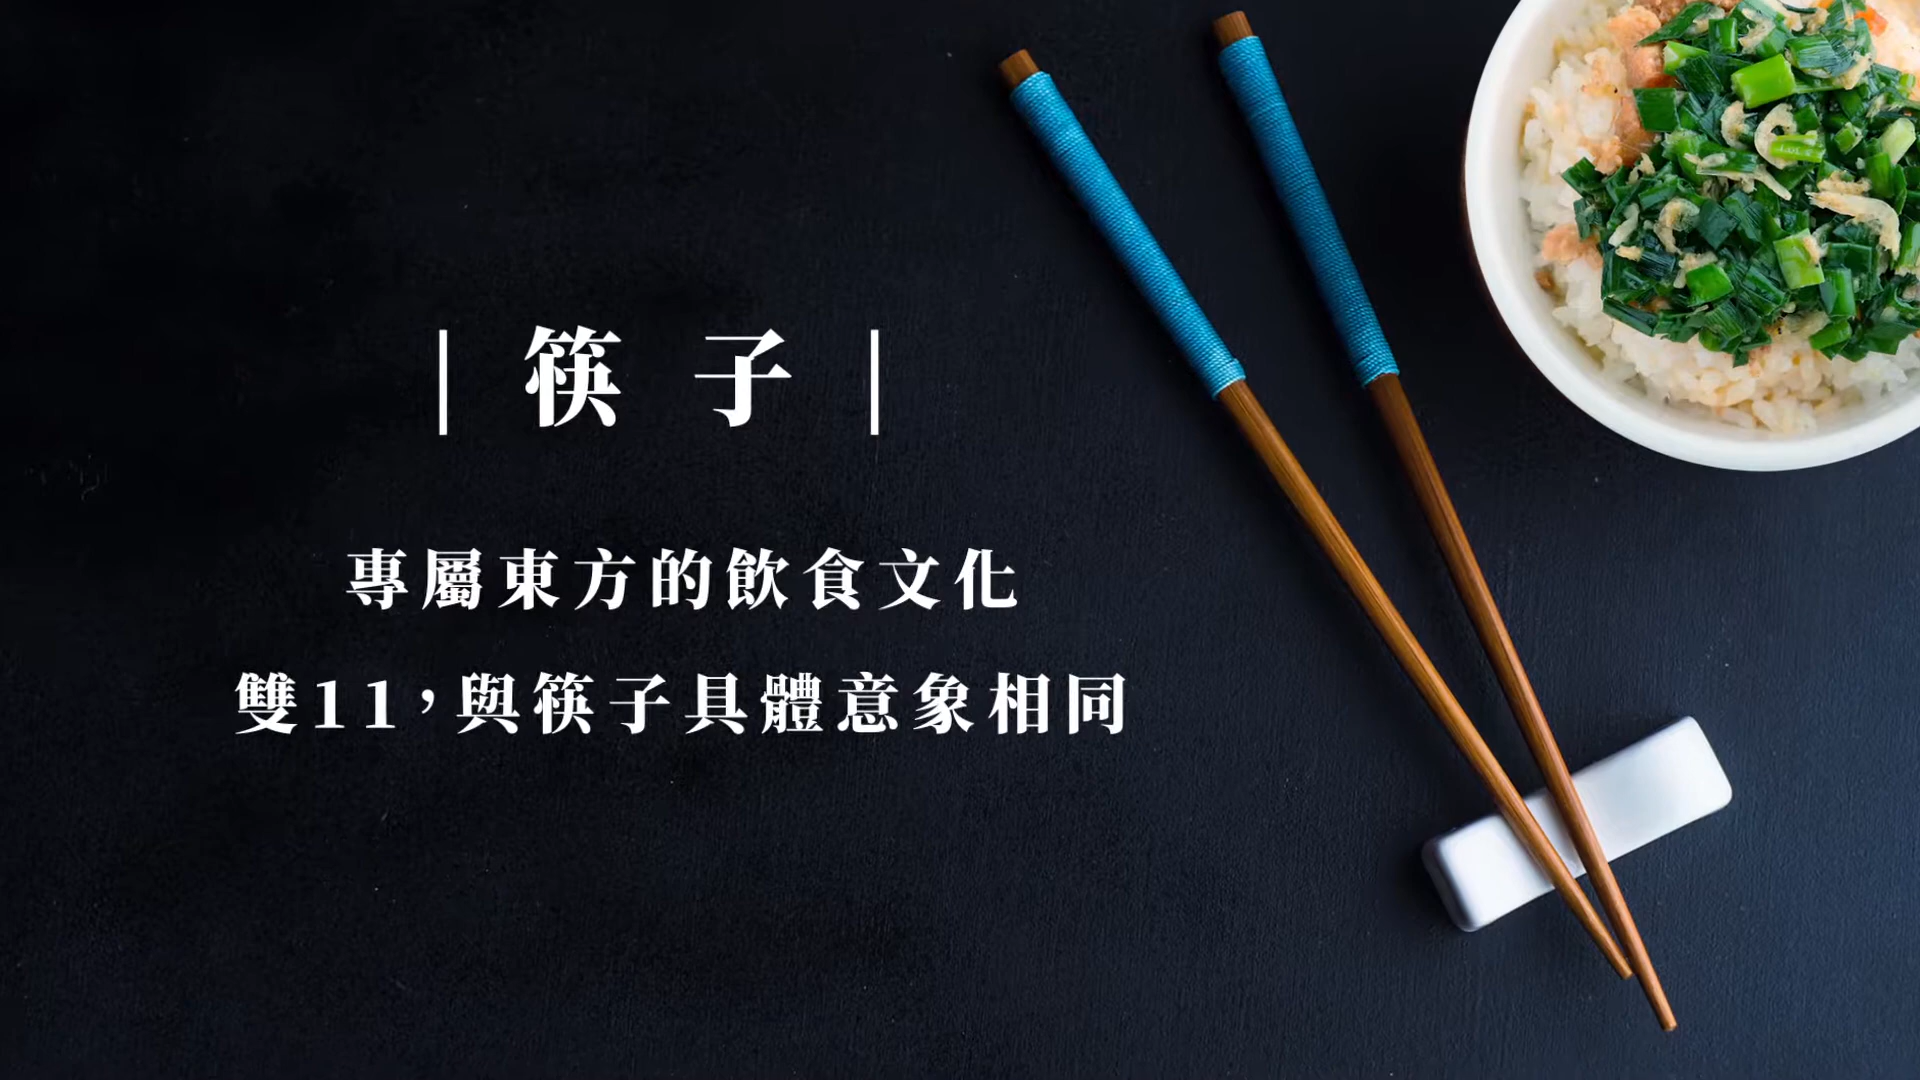 | 筷子 |
專屬東方的飲食文化
雙11，與筷子具體意象相同